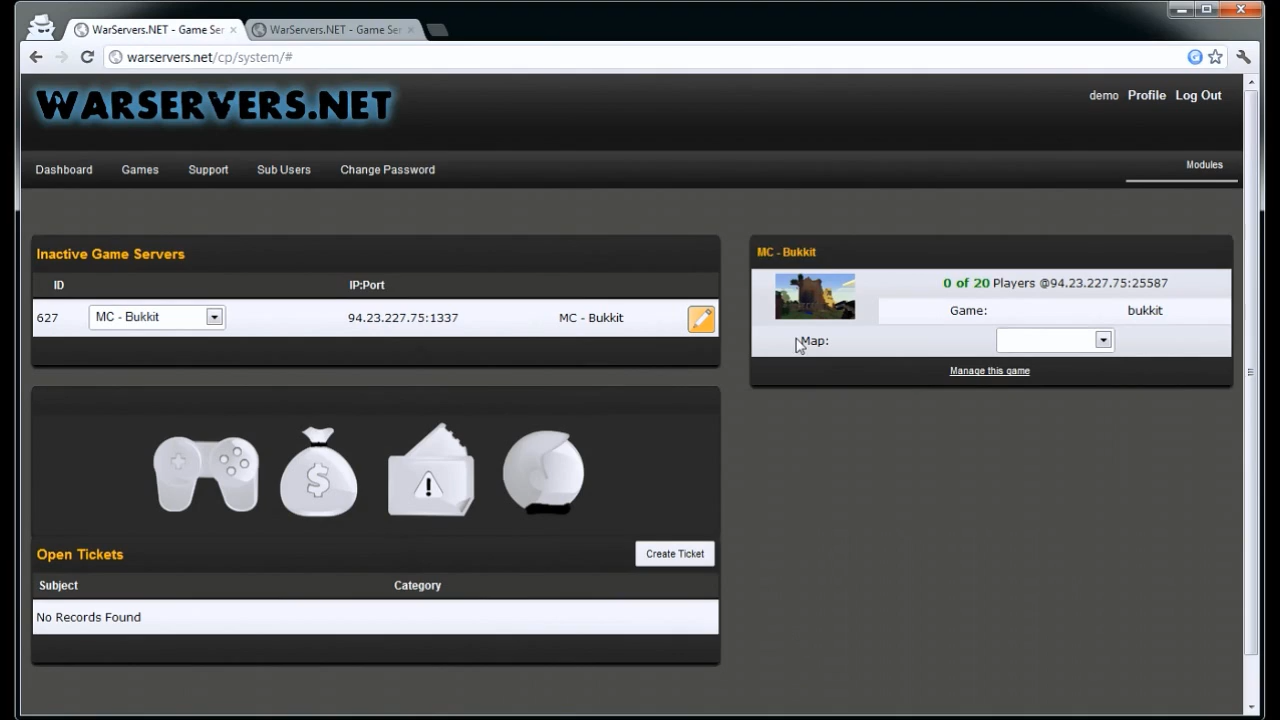 WarServers.NET - Game Ser
WarServers.NET - Game Ser
warservers.net/cp/system/#
WARSERVERS.NET
demo Profile Log Out
Dashboard Games Support Sub Users Change Password Modules
Inactive Game Servers
ID IP:Port
627 MC - Bukkit 94.23.227.75:1337 MC - Bukkit
MC - Bukkit
0 of 20 Players @94.23.227.75:25587
Game: bukkit
Map:
Manage this game
$
!
Open Tickets Create Ticket
Subject Category
No Records Found